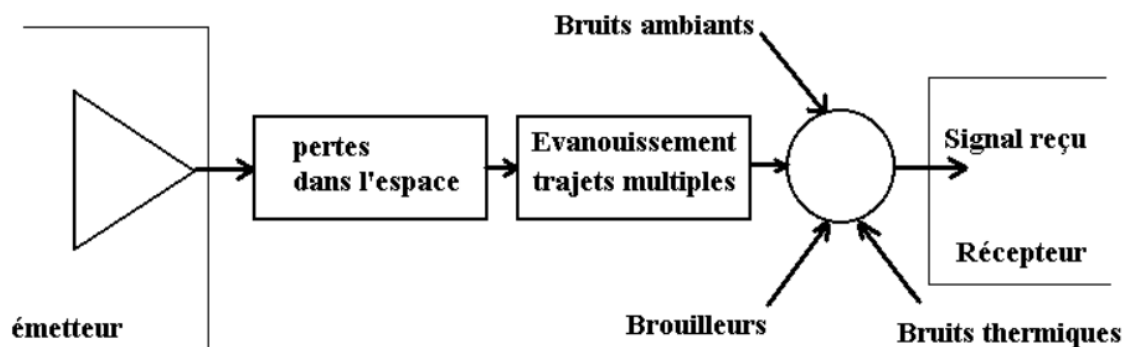 Bruits ambiants
pertes
dans l'espace
Evanouissement
trajets multiples
Signal reçu
Récepteur
émetteur
Brouilleurs
Bruits thermiques